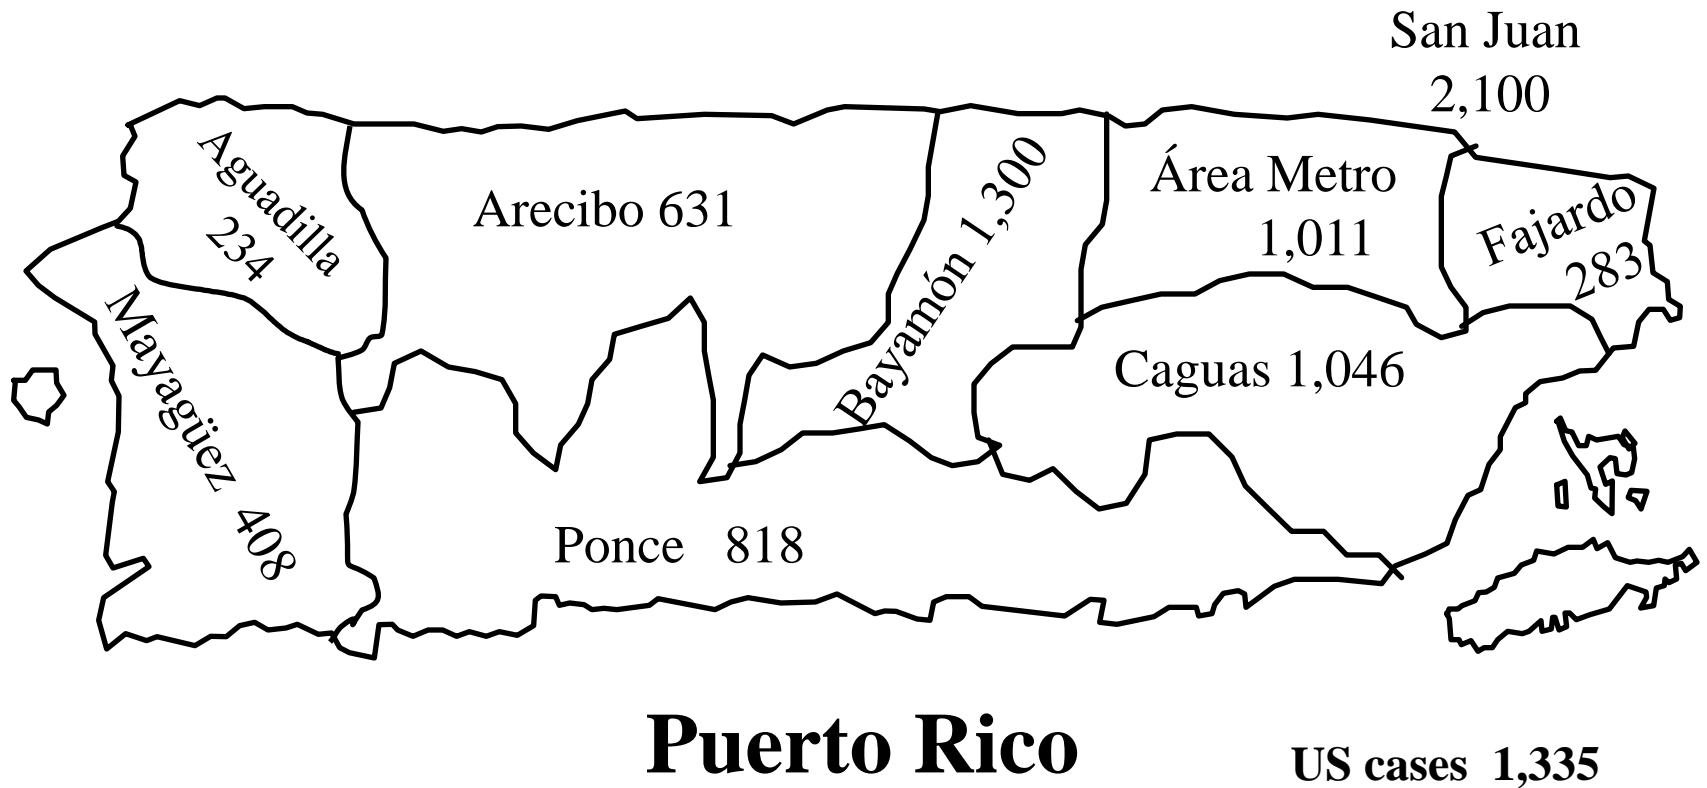 San Juan
2,100
Aguadilla
234
Arecibo 631
Bayamón 1,300
Área Metro
1,011
Fajardo
283
Mayagüez 408
Caguas 1,046
Ponce 818
Puerto Rico
US cases 1,335